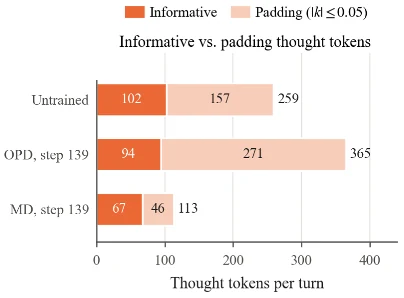 Informative Padding (|k| ≤ 0.05)
Informative vs. padding thought tokens
Untrained 102 157 259
OPD, step 139 94 271 365
MD, step 139 67 46 113
0 100 200 300 400
Thought tokens per turn